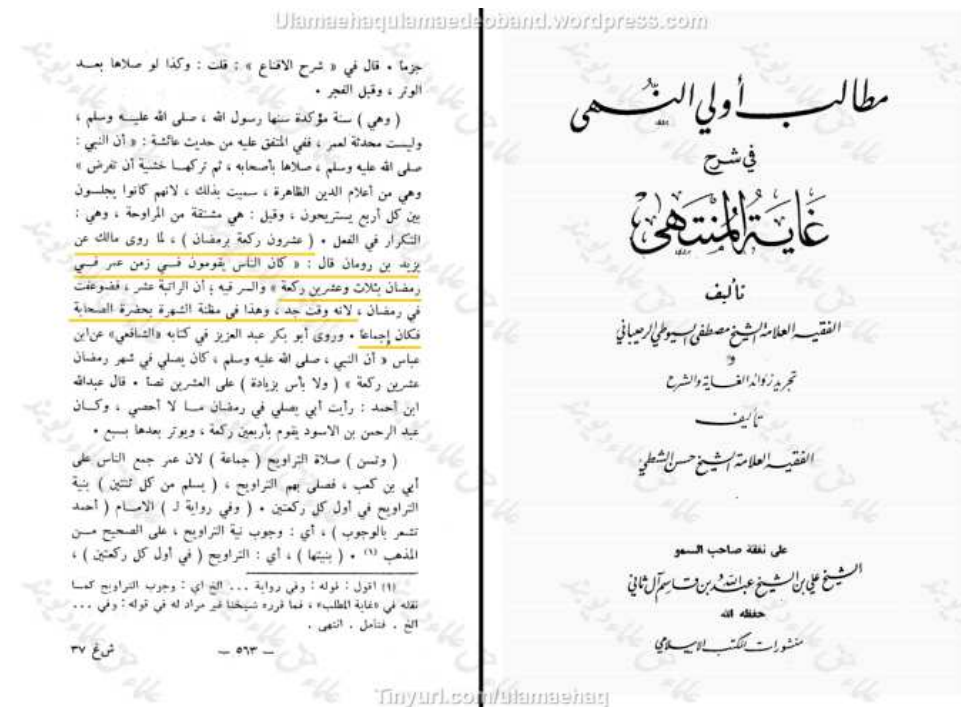 Ulamaehaqulamaedeoband.wordpress.com
مطالب أولي النهى
في شرح
غاية المنتهى
تأليف
الفقيه العلامة الشيخ مصطفى السيوطي الرحيباني
و
تجريد زوائد الغاية والشرح
تأليف
الفقيه العلامة الشيخ حسن الشطي
على نفقة صاحب السمو
الشيخ علي بن الشيخ عبد الله بن قاسم آل ثاني
حفظه الله
منشورات المكتب الإسلامي
جزما • قال في « شرح الاقناع » : قلت : وكذا لو صلاها بعد
الوتر ، وقبل الفجر •
( وهي ) سنة مؤكدة سنها رسول الله ، صلى الله عليه وسلم ،
وليست محدثة لعمر ، ففي المتفق عليه من حديث عائشة : « أن النبي :
صلى الله عليه وسلم ، صلاها بأصحابه ، ثم تركها خشية أن تفرض »
وهي من أعلام الدين الظاهرة ، سميت بذلك ، لانهم كانوا يجلسون
بين كل أربع يستريحون ، وقيل : هي مشتقة من المراوحة ، وهي :
التكرار في الفعل • ( عشرون ركعة برمضان ) ، لما روى مالك عن
يزيد بن رومان قال : « كان الناس يقومون في زمن عمر في
رمضان بثلاث وعشرين ركعة » والسر فيه ؛ أن الراتبة عشر ، فضوعفت
في رمضان ، لانه وقت جد ، وهذا في مظنة الشهرة بحضرة الصحابة
فكان إجماعا • وروى أبو بكر عبد العزيز في كتابه «الشافعي» عن ابن
عباس « أن النبي ، صلى الله عليه وسلم ، كان يصلي في شهر رمضان
عشرين ركعة » ( ولا بأس بزيادة ) على العشرين نصا • قال عبدالله
ابن أحمد : رأيت أبي يصلي في رمضان ما لا أحصي ، وكان
عبد الرحمن بن الاسود يقوم بأربعين ركعة ، ويوتر بعدها بسبع •
( وتسن ) صلاة التراويح ( جماعة ) لان عمر جمع الناس على
أبي بن كعب ، فصلى بهم التراويح ، ( يسلم من كل ثنتين ) بنية
التراويح في أول كل ركعتين • ( وفي رواية لـ ) الامام ( أحمد
تشعر بالوجوب ) ، أي : وجوب نية التراويح ، على الصحيح من
المذهب (١) • ( بنيتها ) ، أي : التراويح ( في أول كل ركعتين ) ،
(١) اقول : قوله : وفي رواية ... الخ اي : وجوب التراويح كما
نقله في «غاية المطلب» ، فما قرره شيخنا غير مراد له في قوله : وفي ...
الخ . فتأمل . انتهى .
— ٥٦٣ —
ش غ ٣٧
Tinyurl.com/ulamaehaq